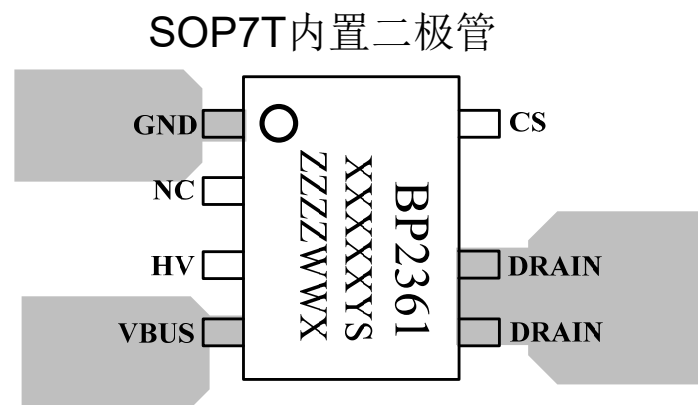 SOP7T内置二极管
GND
CS
NC
HV
DRAIN
VBUS
DRAIN
BP2361
XXXXXXYS
ZZZZWWX